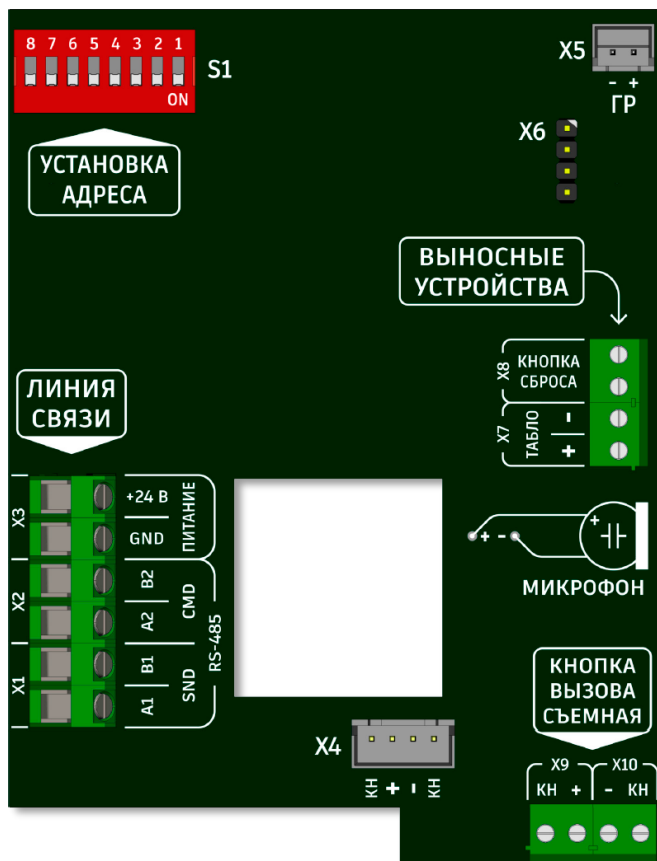 8 7 6 5 4 3 2 1
ON
S1
УСТАНОВКА
АДРЕСА
X5
- +
ГР
X6
ВЫНОСНЫЕ
УСТРОЙСТВА
X8
КНОПКА
СБРОСА
X7
ТАБЛО
-
+
ЛИНИЯ
СВЯЗИ
X3
+24 В
GND
ПИТАНИЕ
X2
B2
A2
CMD
X1
B1
A1
SND
RS-485
+ -
+
МИКРОФОН
X4
КН + - КН
КНОПКА
ВЫЗОВА
СЪЕМНАЯ
X9 X10
КН + - КН